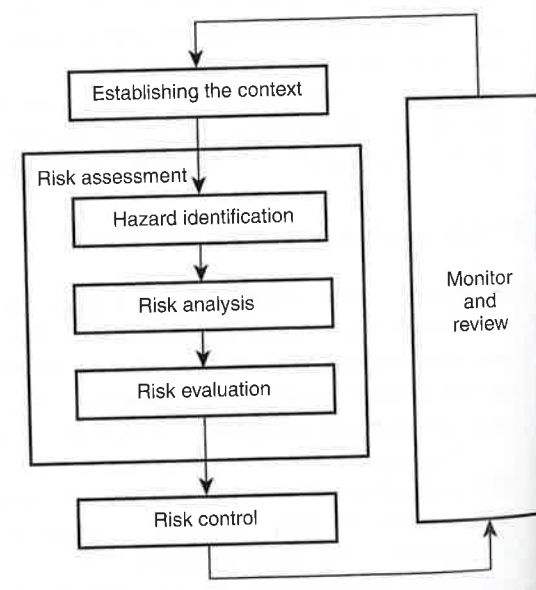 Establishing the context
Risk assessment
Hazard identification
Risk analysis
Risk evaluation
Risk control
Monitor
and
review